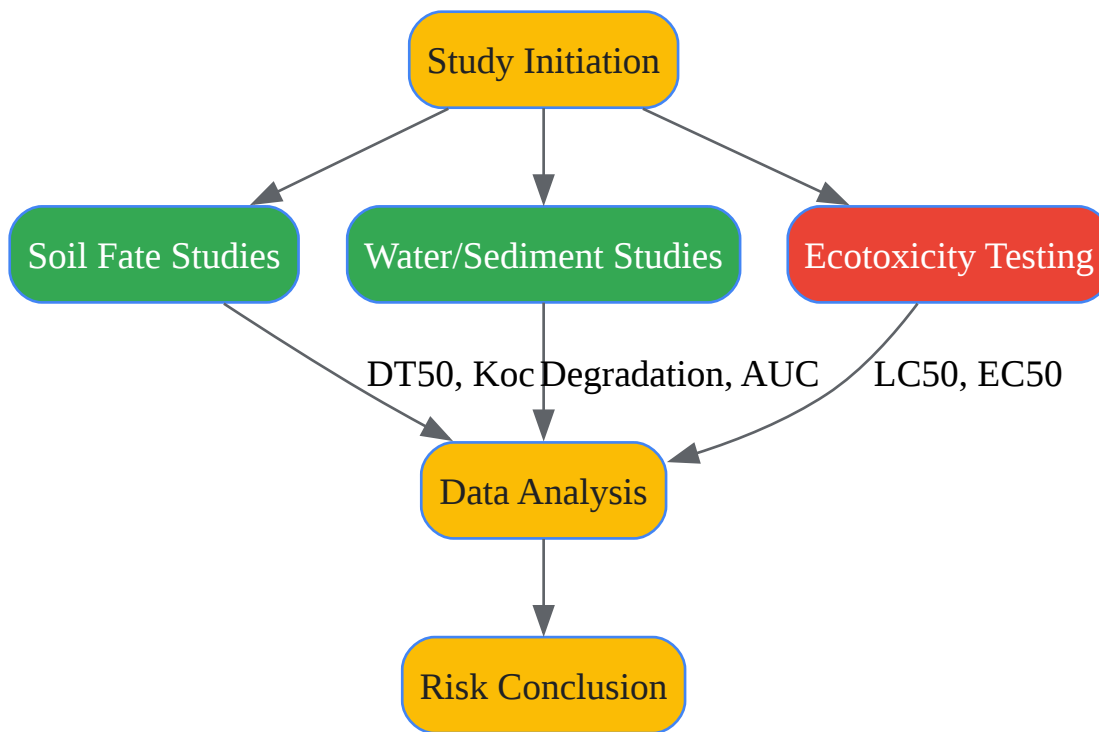 Study Initiation
Soil Fate Studies
Water/Sediment Studies
Ecotoxicity Testing
DT50, Koc
Degradation, AUC
LC50, EC50
Data Analysis
Risk Conclusion